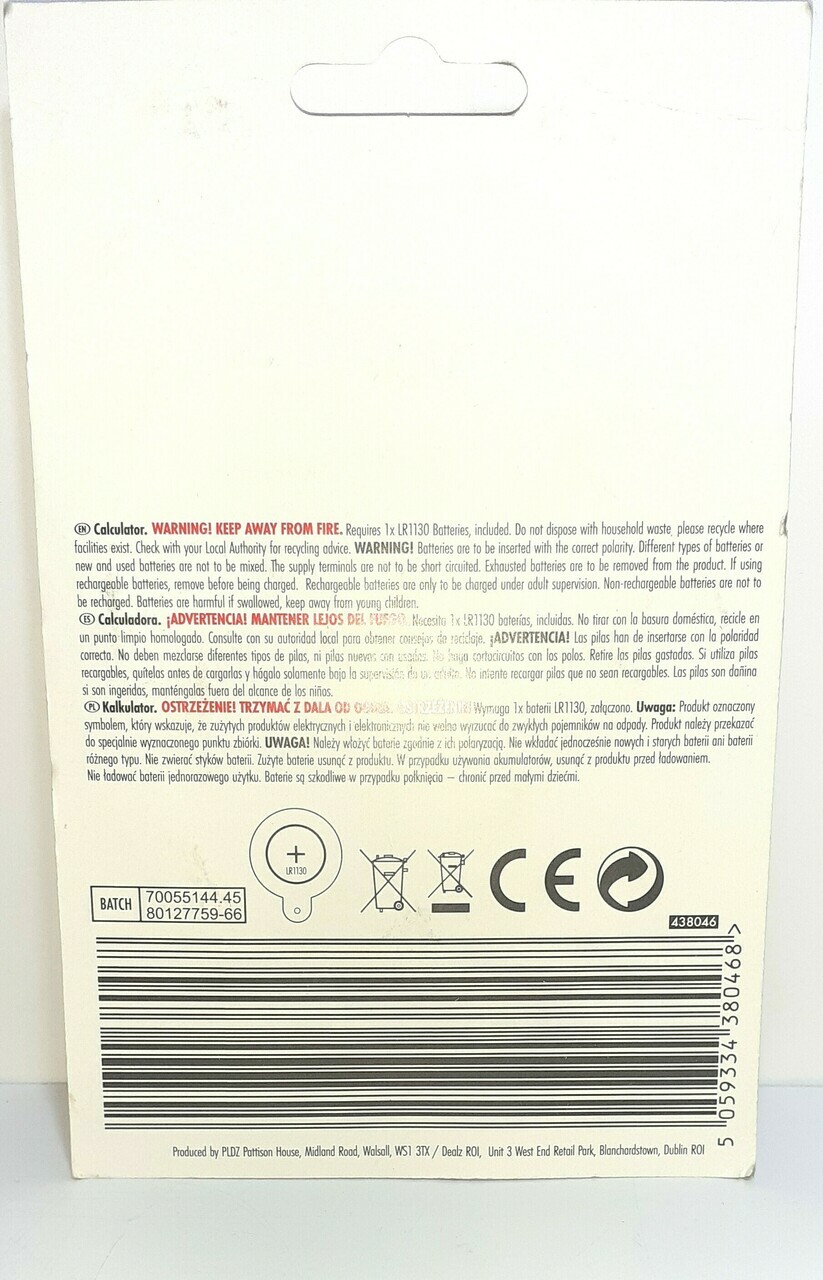 EN Calculator. WARNING! KEEP AWAY FROM FIRE. Requires 1x LR1130 Batteries, included. Do not dispose with household waste, please recycle where
facilities exist. Check with your Local Authority for recycling advice. WARNING! Batteries are to be inserted with the correct polarity. Different types of batteries or
new and used batteries are not to be mixed. The supply terminals are not to be short circuited. Exhausted batteries are to be removed from the product. If using
rechargeable batteries, remove before being charged. Rechargeable batteries are only to be charged under adult supervision. Non-rechargeable batteries are not to
be recharged. Batteries are harmful if swallowed, keep away from young children.
ES Calculadora. ¡ADVERTENCIA! MANTENER LEJOS DEL FUEGO. Necesita 1x LR1130 baterías, incluidas. No tirar con la basura doméstica, recicle en
un punto limpio homologado. Consulte con su autoridad local para obtener consejos de reciclaje. ¡ADVERTENCIA! Las pilas han de insertarse con la polaridad
correcta. No deben mezclarse diferentes tipos de pilas, ni pilas nuevas con usadas. No haga cortocircuitos con los polos. Retire las pilas gastadas. Si utiliza pilas
recargables, quítelas antes de cargarlas y hágalo solamente bajo la supervisión de un adulto. No intente recargar pilas que no sean recargables. Las pilas son dañina
si son ingeridas, manténgalas fuera del alcance de los niños.
PL Kalkulator. OSTRZEŻENIE! TRZYMAĆ Z DALA OD OGNIA. OSTRZEŻENIE Wymaga 1x baterii LR1130, załączono. Uwaga: Produkt oznaczony
symbolem, który wskazuje, że zużytych produktów elektrycznych i elektronicznych nie wolno wyrzucać do zwykłych pojemników na odpady. Produkt należy przekazać
do specjalnie wyznaczonego punktu zbiórki. UWAGA! Należy włożyć baterie zgodnie z ich polaryzacją. Nie wkładać jednocześnie nowych i starych baterii ani baterii
różnego typu. Nie zwierać styków baterii. Zużyte baterie usunąć z produktu. W przypadku używania akumulatorów, usunąć z produktu przed ładowaniem.
Nie ładować baterii jednorazowego użytku. Baterie są szkodliwe w przypadku połknięcia – chronić przed małymi dziećmi.
+
LR1130
CE
BATCH 70055144.45
80127759-66
438046
5 059334 380468 >
Produced by PLDZ Pattison House, Midland Road, Walsall, WS1 3TX / Dealz ROI, Unit 3 West End Retail Park, Blanchardstown, Dublin ROI